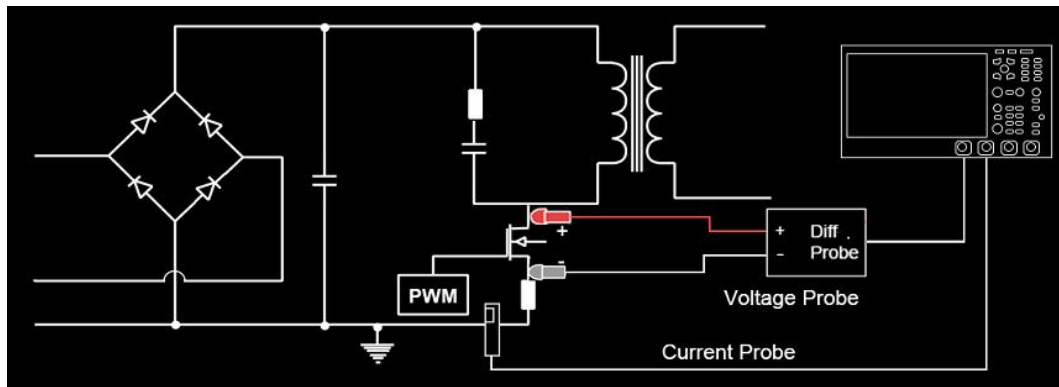 +
-
PWM
+ Diff .
- Probe
Voltage Probe
Current Probe